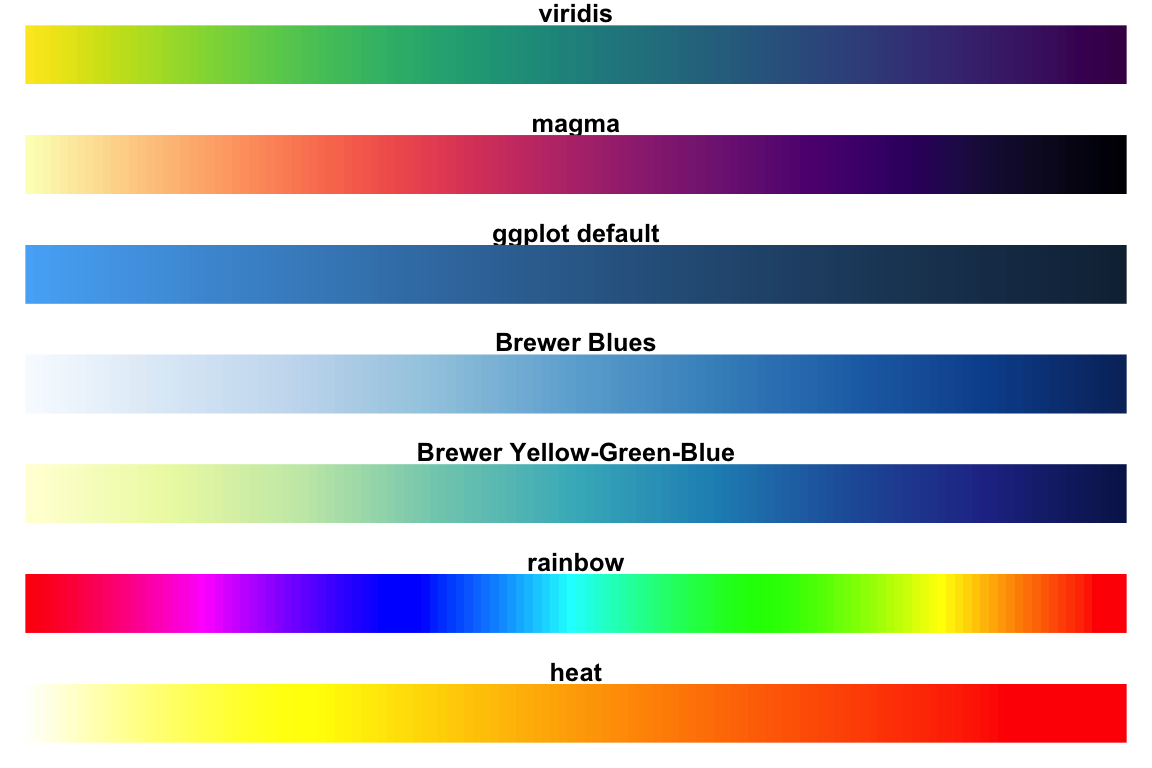 viridis
magma
ggplot default
Brewer Blues
Brewer Yellow-Green-Blue
rainbow
heat